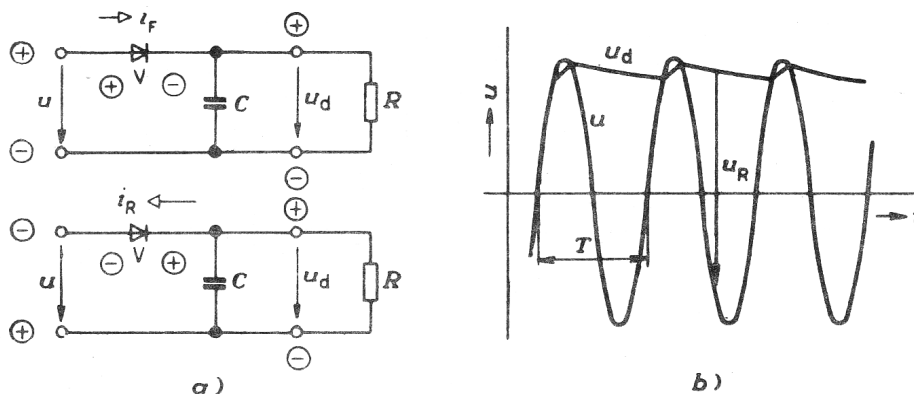 i_F
⊕ ⊕
⊕ V ⊖
u C u_d R
⊖ ⊖
i_R ⊕
⊖ ⊖ V ⊕
u C u_d R
⊕ ⊖
a)
u u_d
u
u_R
T
b)